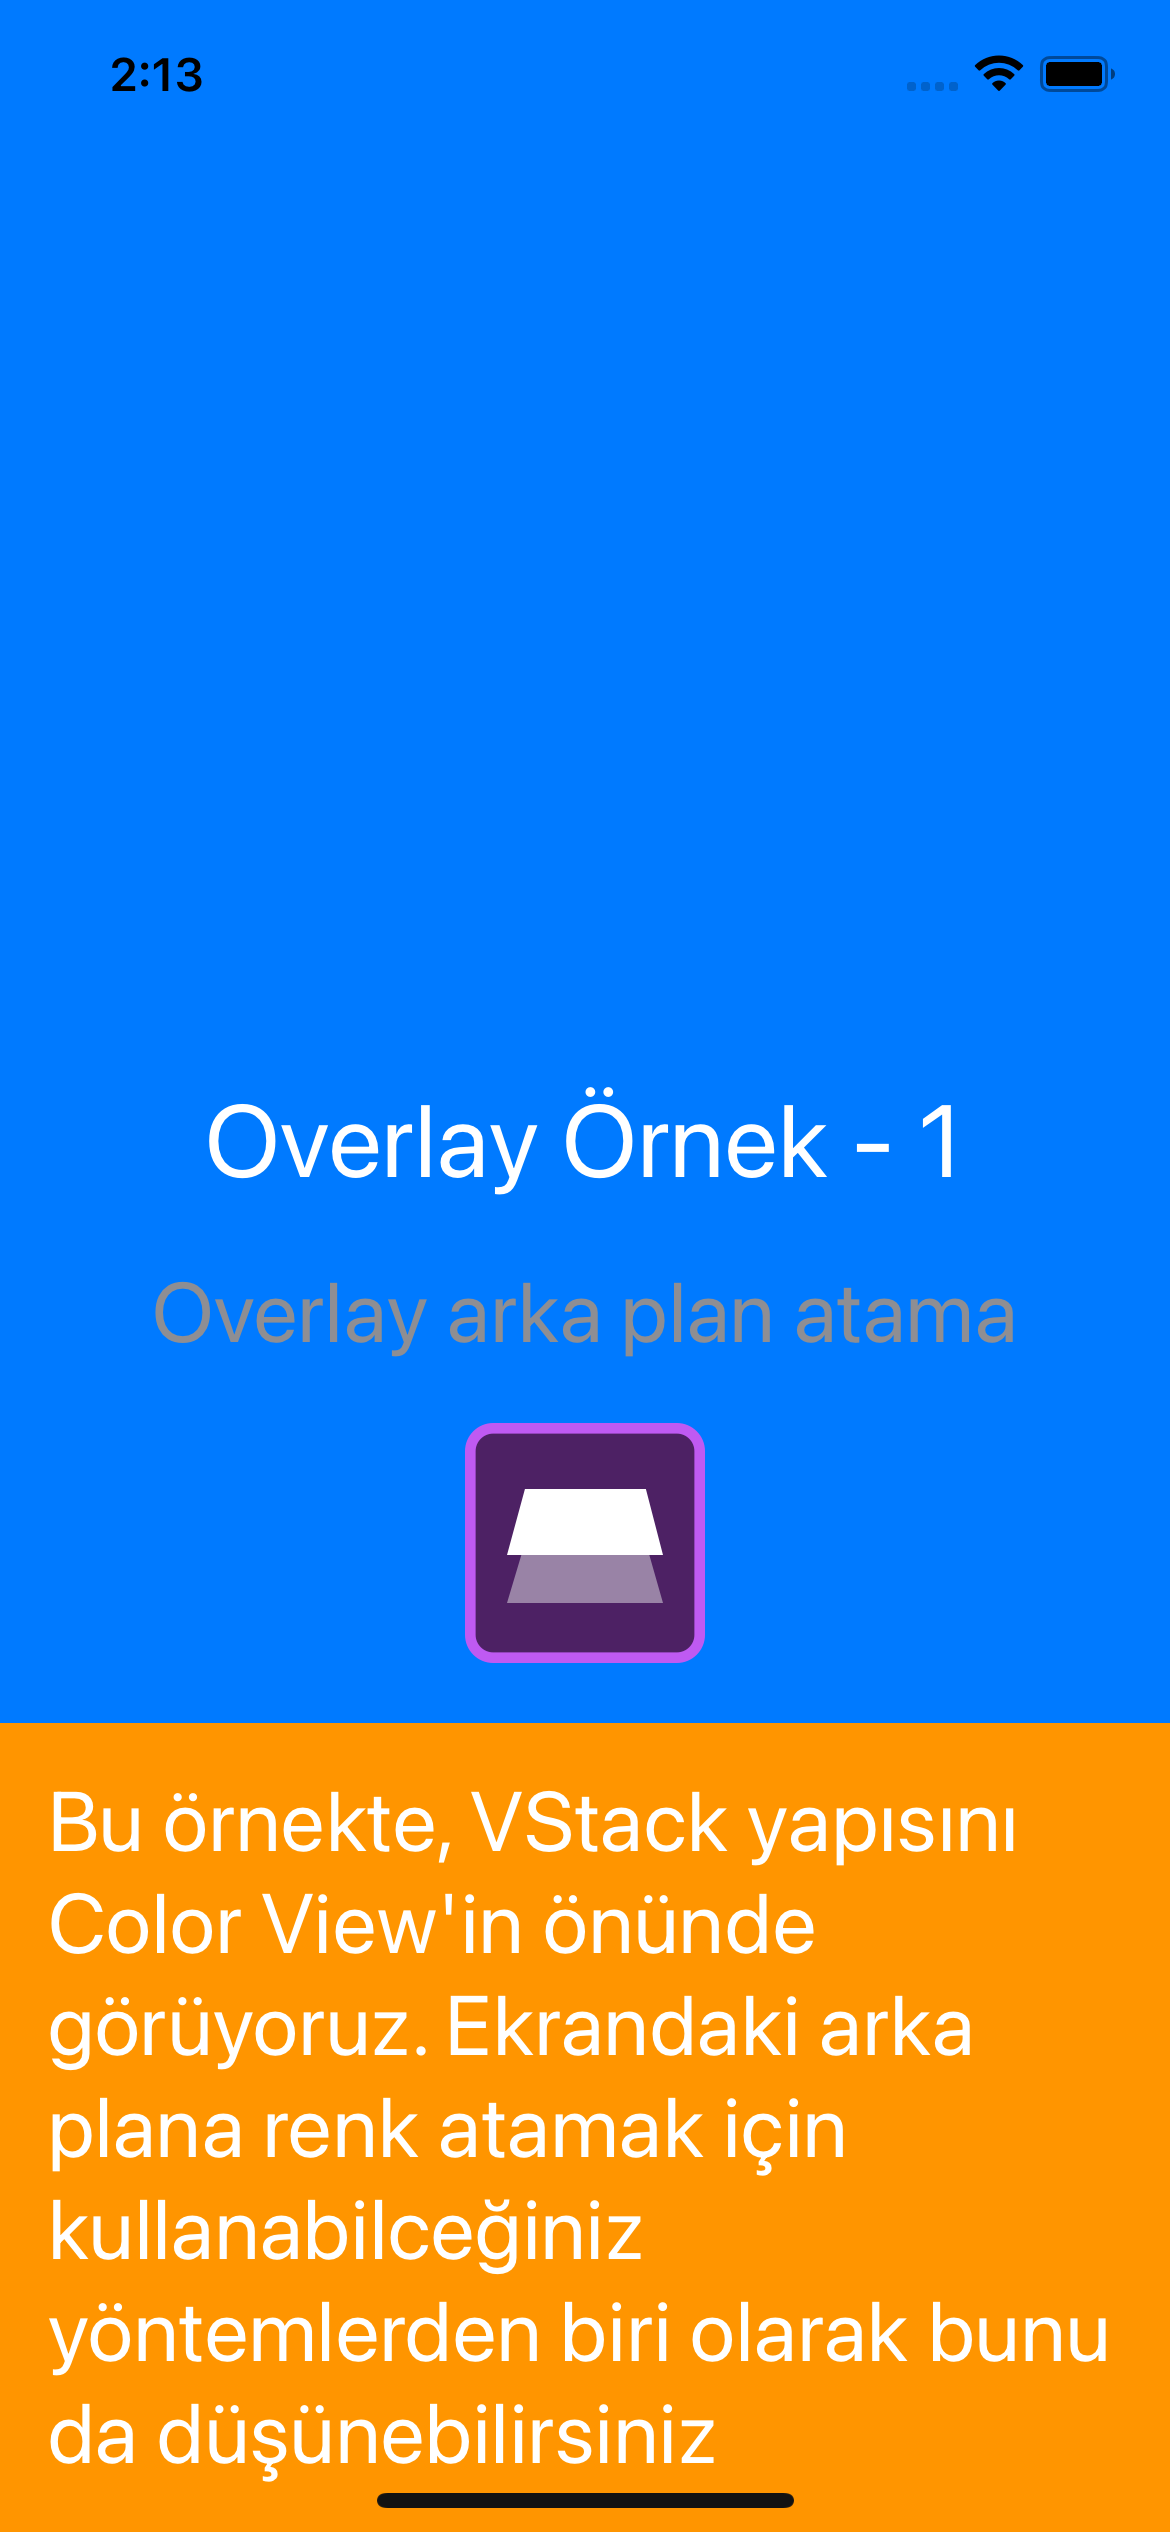 2:13
Overlay Örnek - 1
Overlay arka plan atama
Bu örnekte, VStack yapısını
Color View'in önünde
görüyoruz. Ekrandaki arka
plana renk atamak için
kullanabilceğiniz
yöntemlerden biri olarak bunu
da düşünebilirsiniz